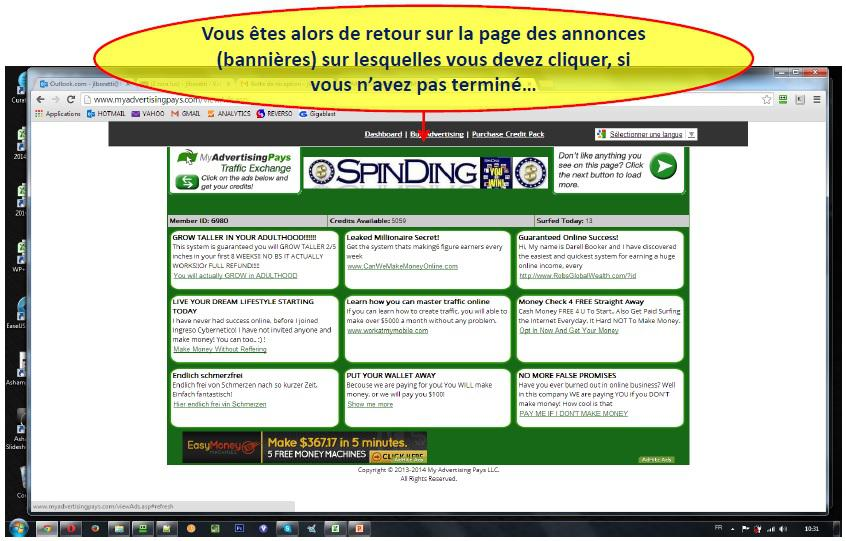 Vous êtes alors de retour sur la page des annonces
(bannières) sur lesquelles vous devez cliquer, si
vous n'avez pas terminé...
Outlook.com - jlboretti@
Boîte de réception
www.myadvertisingpays.com/
Applications HOTMAIL YAHOO GMAIL ANALYTICS REVERSO Gigablast
Dashboard | Buy Advertising | Purchase Credit Pack
Sélectionner une langue
MyAdvertisingPays
Traffic Exchange
Click on the ads below and
get your credits!
SPINDING
YOU
WIN!
Don't like anything you
see on this page? Click
the next button to load
more.
Member ID: 6980 Credits Available: 5059 Surfed Today: 13
GROW TALLER IN YOUR ADULTHOOD!!!!!!
This system is guaranteed you will GROW TALLER 2/5
inches in your first 8 WEEKS!! NO BS IT ACTUALLY
WORKS!!Or FULL REFUND!!!!
You will actually GROW in ADULTHOOD
Leaked Millionaire Secret!
Get the system thats making6 figure earners every
week
www.CanWeMakeMoneyOnline.com
Guaranteed Online Success!
Hi, My name is Darell Booker and I have discovered
the easiest and quickest system for earning a huge
online income, every
http://www.RobsGlobalWealth.com/?id
LIVE YOUR DREAM LIFESTYLE STARTING
TODAY
I have never had success online, before I joined
Ingreso Cybernetico! I have not invited anyone and
make money! You can too.. :) !
Make Money Without Reffering
Learn how you can master traffic online
If you can learn how to create traffic, you will able to
make over $5000 a month without any problem.
www.workatmymobile.com
Money Check 4 FREE Straight Away
Cash Money FREE 4 U To Start.. Also Get Paid Surfing
the Internet Everyday. It Hard NOT To Make Money.
Opt In Now And Get Your Money
Endlich schmerzfrei
Endlich frei von Schmerzen nach so kurzer Zeit.
Einfach fantastisch!
Hier endlich frei vin Schmerzen
PUT YOUR WALLET AWAY
Becouse we are paying for you! You WILL make
money, or we will pay you $100!
Show me more
NO MORE FALSE PROMISES
Have you ever burned out in online business? Well
in this company WE are paying YOU if you DON'T
make money! How cool is that
PAY ME IF I DON'T MAKE MONEY
EasyMoney
MACHINES
Make $367.17 in 5 minutes.
5 FREE MONEY MACHINES CLICK HERE
AdHitz Ads
AdHitz Ads
Copyright © 2013-2014 My Advertising Pays LLC.
All Rights Reserved.
www.myadvertisingpays.com/viewAds.asp#refresh
FR 10:31